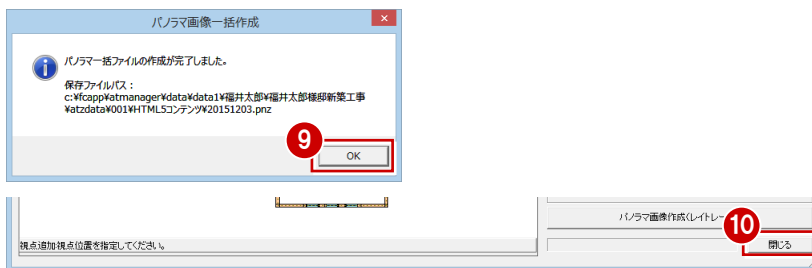 パノラマ画像一括作成
パノラマ一括ファイルの作成が完了しました。
保存ファイルパス：
c:¥fcapp¥atmanager¥data¥data1¥福井太郎¥福井太郎様邸新築工事
¥atzdata¥001¥HTML5コンテンツ¥20151203.pnz
9
OK
パノラマ画像作成(レイトレー
10
視点追加 視点位置を指定してください。
閉じる